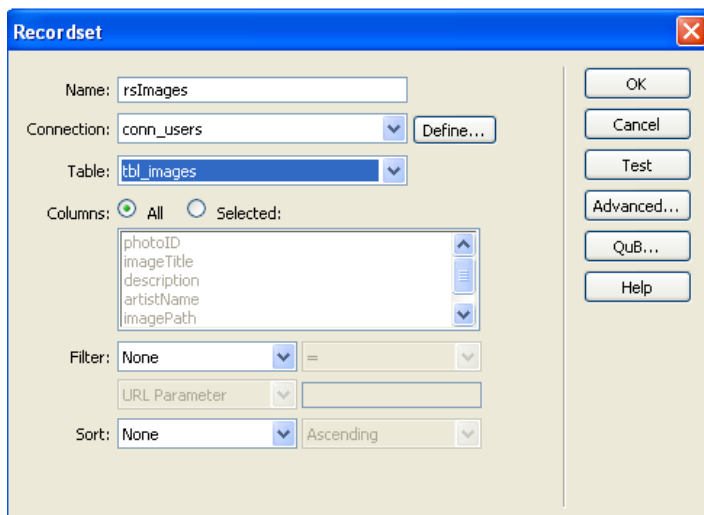 Recordset
Name: rsImages
OK
Connection: conn_users Define...
Cancel
Table: tbl_images
Test
Columns: All Selected:
Advanced...
photoID
imageTitle
description
artistName
imagePath
QuB...
Help
Filter: None =
URL Parameter
Sort: None Ascending